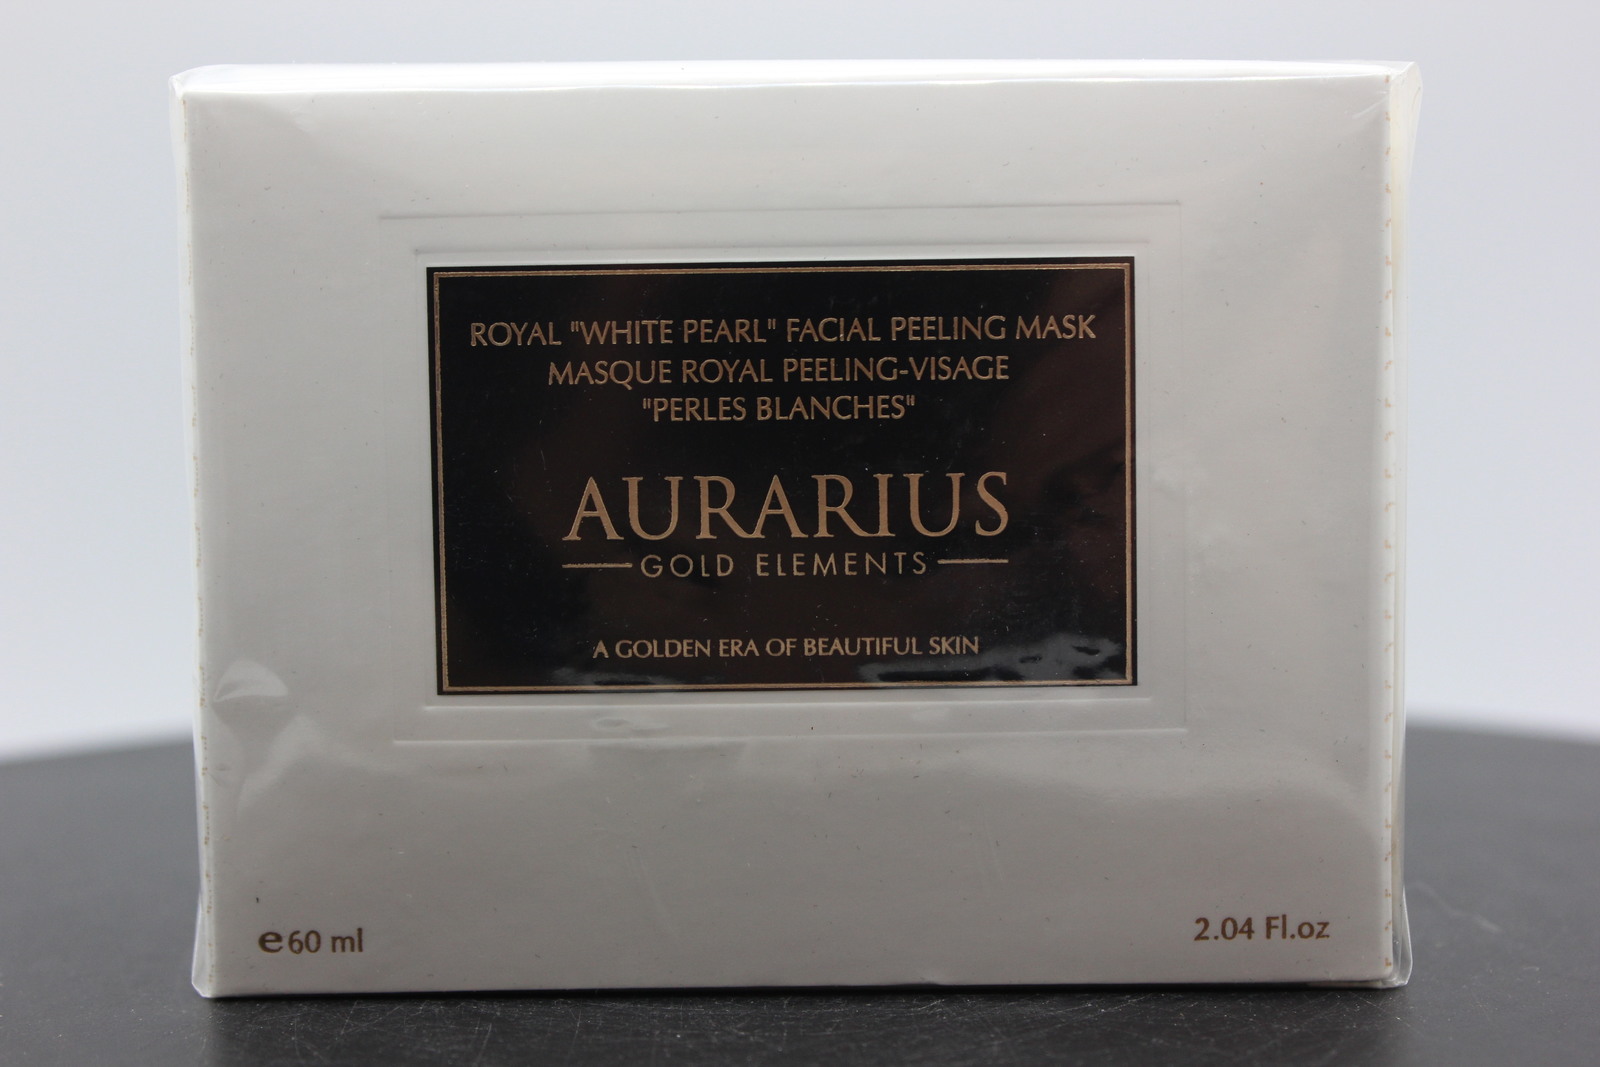 ROYAL "WHITE PEARL" FACIAL PEELING MASK
MASQUE ROYAL PEELING-VISAGE
"PERLES BLANCHES"
AURARIUS
GOLD ELEMENTS
A GOLDEN ERA OF BEAUTIFUL SKIN
℮60 ml
2.04 Fl.oz